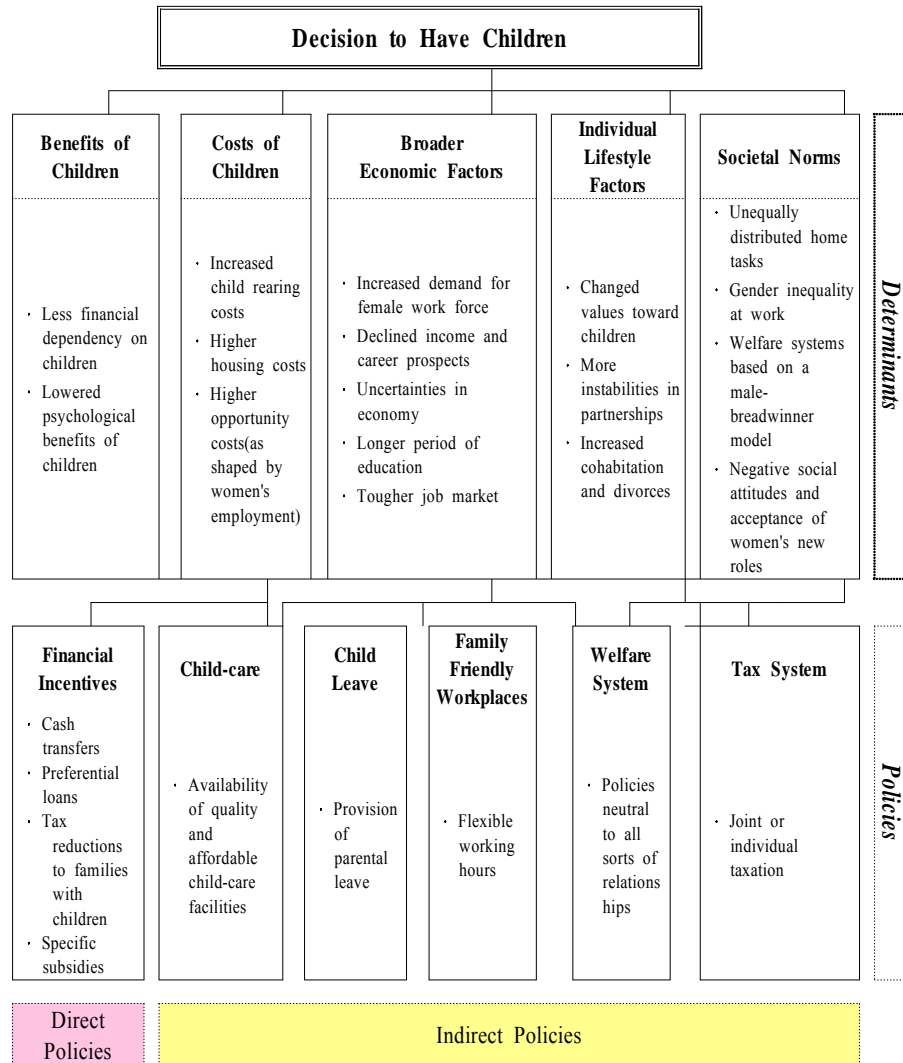 Decision to Have Children
Benefits of
Children
· Less financial
dependency on
children
· Lowered
psychological
benefits of
children
Costs of
Children
· Increased
child rearing
costs
· Higher
housing costs
· Higher
opportunity
costs(as
shaped by
women's
employment)
Broader
Economic Factors
· Increased demand for
female work force
· Declined income and
career prospects
· Uncertainties in
economy
· Longer period of
education
· Tougher job market
Individual
Lifestyle
Factors
· Changed
values toward
children
· More
instabilities in
partnerships
· Increased
cohabitation
and divorces
Societal Norms
· Unequally
distributed home
tasks
· Gender inequality
at work
· Welfare systems
based on a
male-
breadwinner
model
· Negative social
attitudes and
acceptance of
women's new
roles
Determinants
Financial
Incentives
· Cash
transfers
· Preferential
loans
· Tax
reductions
to families
with
children
· Specific
subsidies
Child-care
· Availability
of quality
and
affordable
child-care
facilities
Child
Leave
· Provision
of
parental
leave
Family
Friendly
Workplaces
· Flexible
working
hours
Welfare
System
· Policies
neutral
to all
sorts of
relations
hips
Tax System
· Joint or
individual
taxation
Policies
Direct
Policies
Indirect Policies